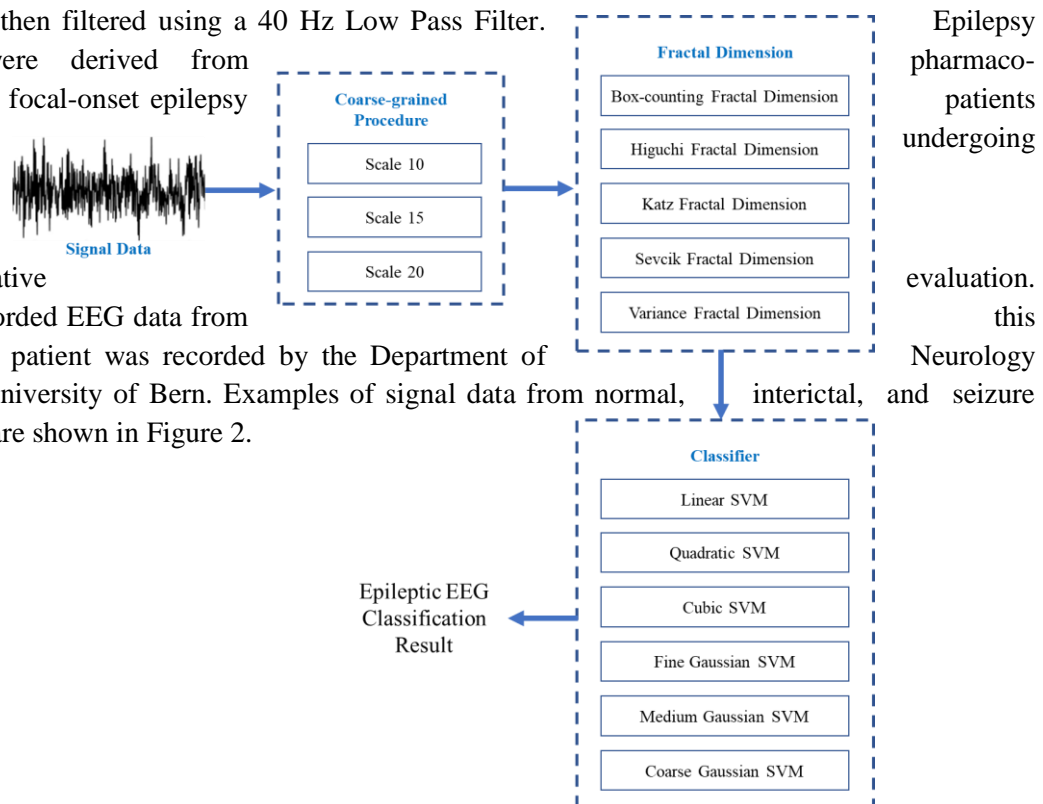 then filtered using a 40 Hz Low Pass Filter. Epilepsy
were derived from pharmaco-
focal-onset epilepsy patients
undergoing
evaluation.
EEG data from this
patient was recorded by the Department of Neurology
University of Bern. Examples of signal data from normal, interictal, and seizure
are shown in Figure 2.
Signal Data
Coarse-grained
Procedure
Scale 10
Scale 15
Scale 20
Fractal Dimension
Box-counting Fractal Dimension
Higuchi Fractal Dimension
Katz Fractal Dimension
Sevcik Fractal Dimension
Variance Fractal Dimension
Classifier
Linear SVM
Quadratic SVM
Cubic SVM
Fine Gaussian SVM
Medium Gaussian SVM
Coarse Gaussian SVM
Epileptic EEG
Classification
Result